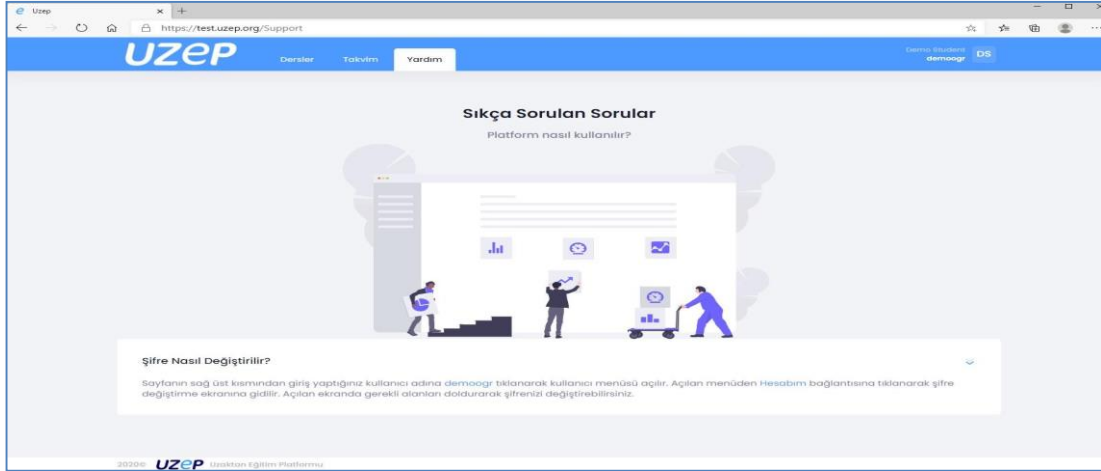 Uzep
https://test.uzep.org/Support
UZeP
Dersler Takvim Yardım
Demo Student
demoogr
DS
Sıkça Sorulan Sorular
Platform nasıl kullanılır?
Şifre Nasıl Değiştirilir?
Sayfanın sağ üst kısmından giriş yaptığınız kullanıcı adına demoogr tıklanarak kullanıcı menüsü açılır. Açılan menüden Hesabım bağlantısına tıklanarak şifre
değiştirme ekranına gidilir. Açılan ekranda gerekli alanları doldurarak şifrenizi değiştirebilirsiniz.
2020© UZeP Uzaktan Eğitim Platformu